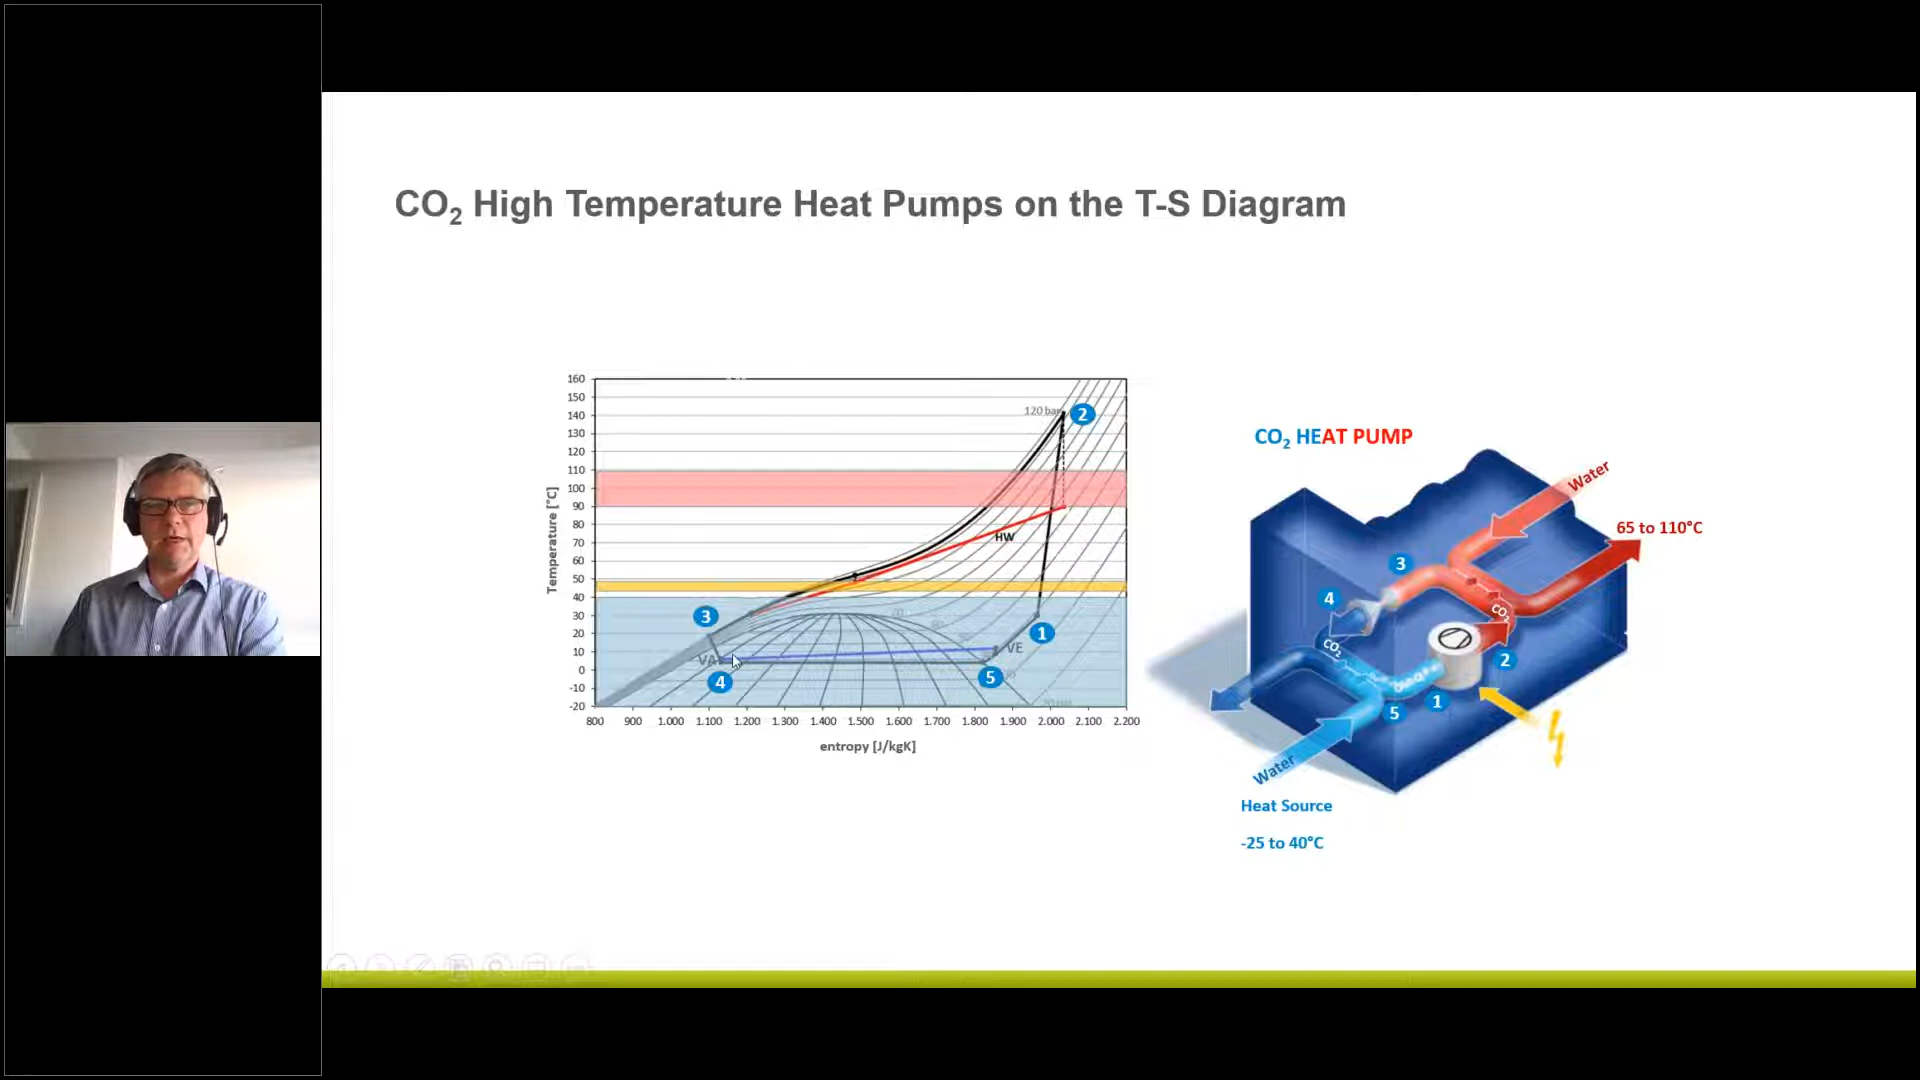 CO2 High Temperature Heat Pumps on the T-S Diagram
160
150
140
130
120
110
100
90
80
70
60
50
40
30
20
10
0
-10
-20
Temperature [°C]
800 900 1.000 1.100 1.200 1.300 1.400 1.500 1.600 1.700 1.800 1.900 2.000 2.100 2.200
entropy [J/kgK]
120 bar
2
HW
3
1
VA
VE
4
5
CO2 HEAT PUMP
Water
65 to 110°C
3
4
CO2
CO2
2
1
5
Water
Heat Source
-25 to 40°C